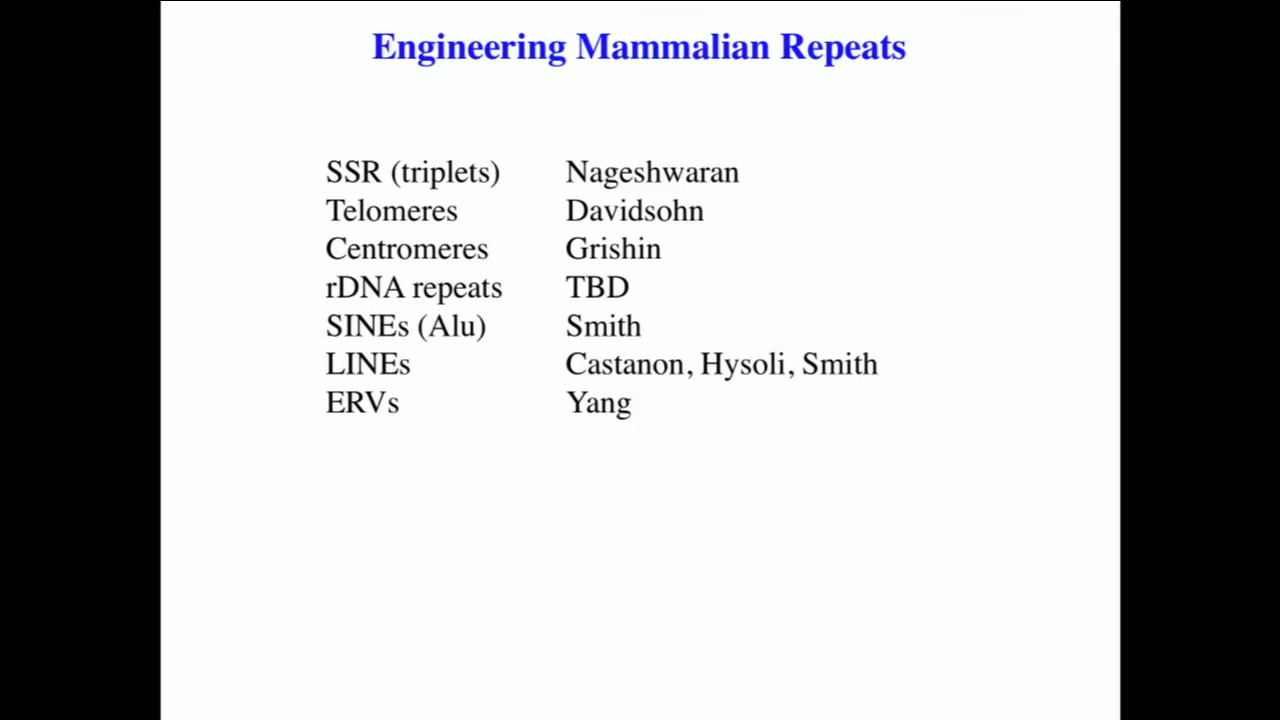 Engineering Mammalian Repeats
SSR (triplets) Nageshwaran
Telomeres Davidsohn
Centromeres Grishin
rDNA repeats TBD
SINEs (Alu) Smith
LINEs Castanon, Hysoli, Smith
ERVs Yang